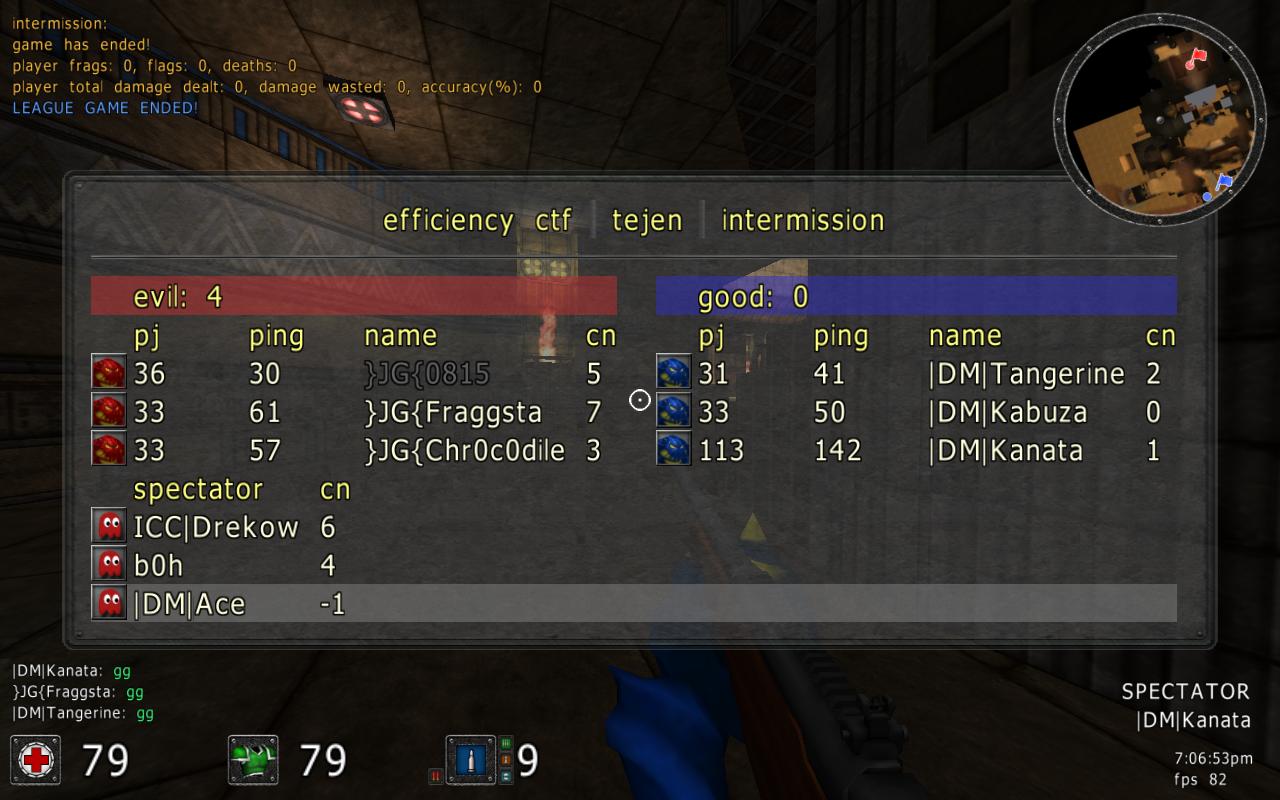 intermission:
game has ended!
player frags: 0, flags: 0, deaths: 0
player total damage dealt: 0, damage wasted: 0, accuracy(%): 0
LEAGUE GAME ENDED!
efficiency ctf | tejen | intermission
evil: 4
pj ping name cn
36 30 }JG{0815 5
33 61 }JG{Fraggsta 7
33 57 }JG{Chr0c0dile 3
good: 0
pj ping name cn
31 41 |DM|Tangerine 2
33 50 |DM|Kabuza 0
113 142 |DM|Kanata 1
spectator cn
ICC|Drekow 6
b0h 4
|DM|Ace -1
|DM|Kanata: gg
}JG{Fraggsta: gg
|DM|Tangerine: gg
79 79 9
SPECTATOR
|DM|Kanata
7:06:53pm
fps 82